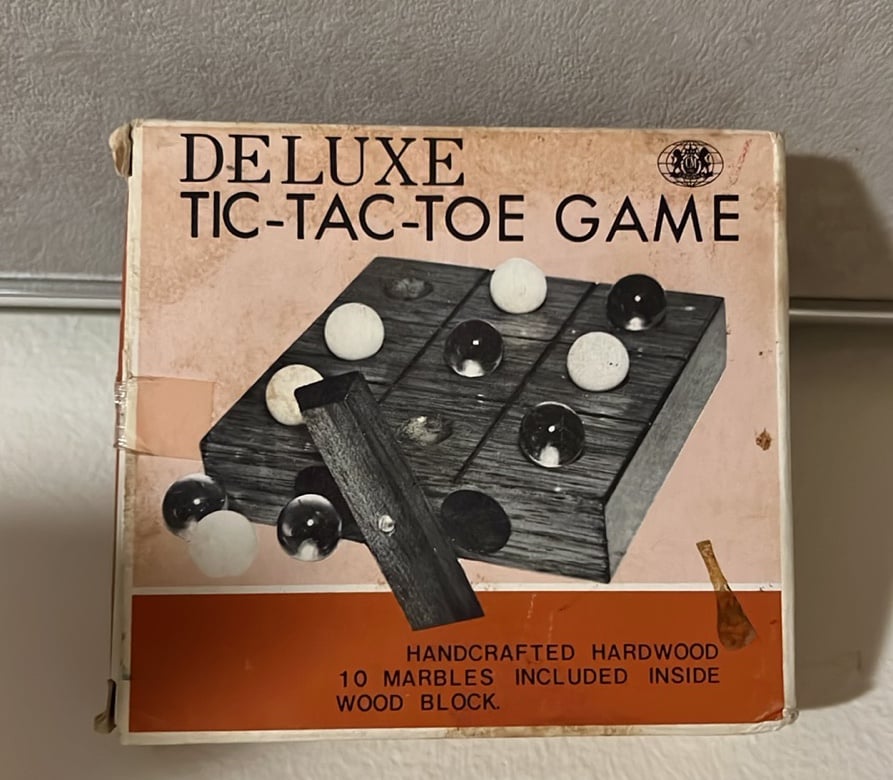 DELUXE
TIC-TAC-TOE GAME
HANDCRAFTED HARDWOOD
10 MARBLES INCLUDED INSIDE
WOOD BLOCK.